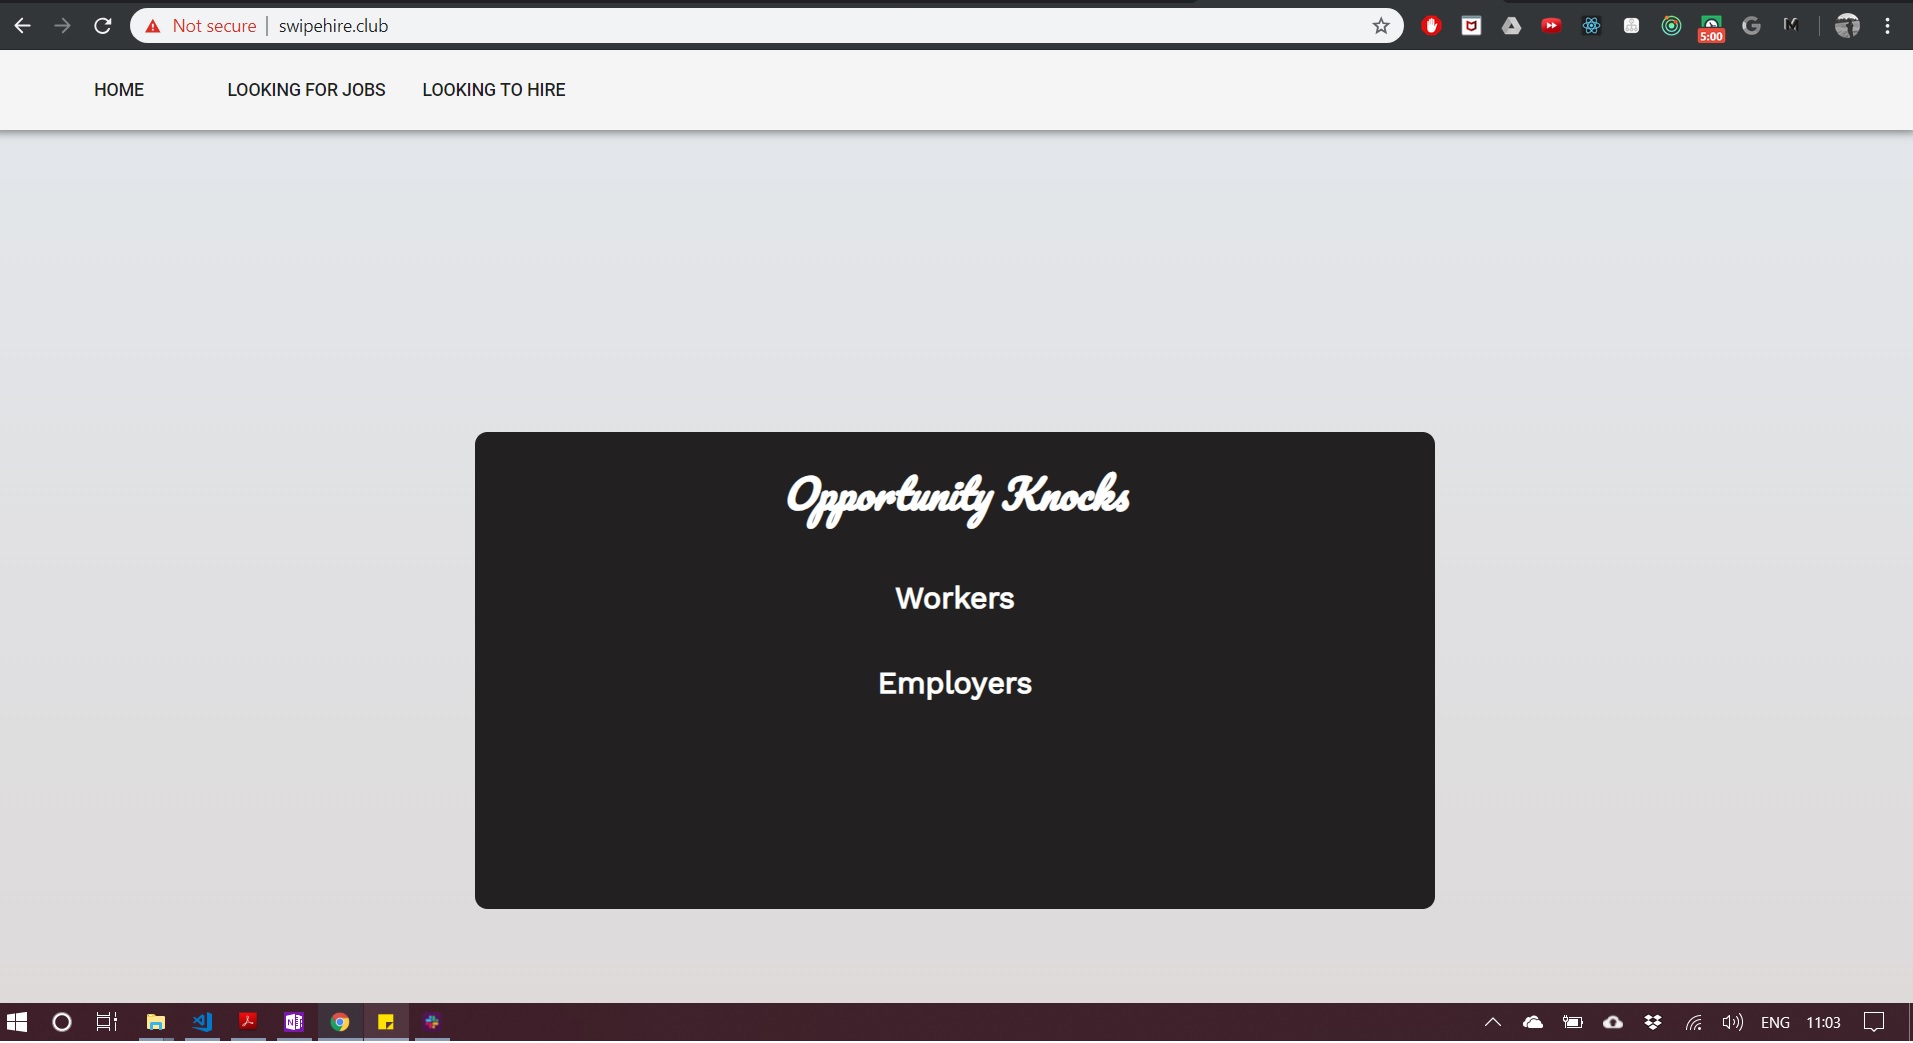 Not secure | swipehire.club
5:00
HOME LOOKING FOR JOBS LOOKING TO HIRE
Opportunity Knocks
Workers
Employers
ENG 11:03